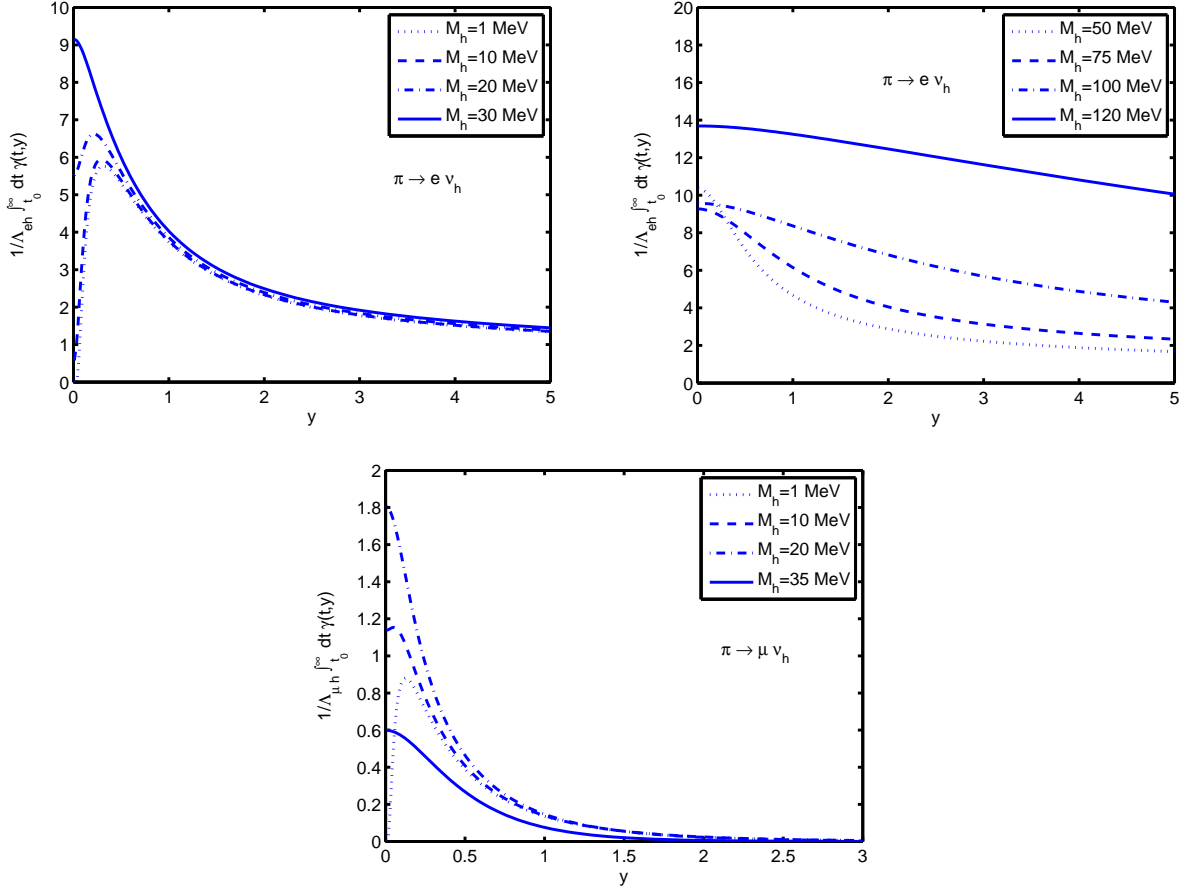 10
9
8
7
6
5
4
3
2
1
0
0 1 2 3 4 5
y
1/Λ_eh ∫_{t_0}^∞ dt γ(t,y)
M_h=1 MeV
M_h=10 MeV
M_h=20 MeV
M_h=30 MeV
π → e ν_h
20
18
16
14
12
10
8
6
4
2
0
0 1 2 3 4 5
y
1/Λ_eh ∫_{t_0}^∞ dt γ(t,y)
M_h=50 MeV
M_h=75 MeV
M_h=100 MeV
M_h=120 MeV
π → e ν_h
2
1.8
1.6
1.4
1.2
1
0.8
0.6
0.4
0.2
0
0 0.5 1 1.5 2 2.5 3
y
1/Λ_{μ h} ∫_{t_0}^∞ dt γ(t,y)
M_h=1 MeV
M_h=10 MeV
M_h=20 MeV
M_h=35 MeV
π → μ ν_h